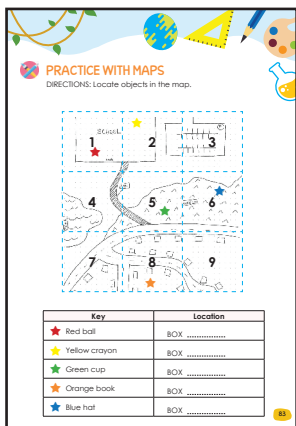 PRACTICE WITH MAPS
DIRECTIONS: Locate objects in the map.
SCHOOL
1 2 3
4 5 6
7 8 9
Key Location
Red ball BOX ................
Yellow crayon BOX ................
Green cup BOX ................
Orange book BOX ................
Blue hat BOX ................
83